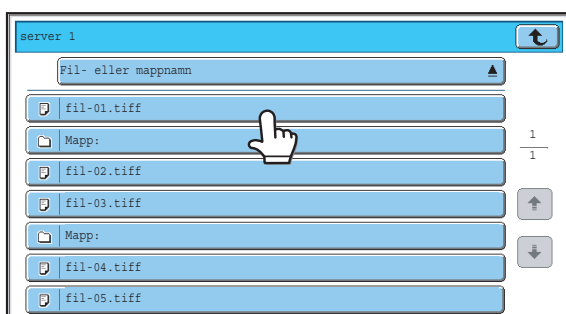 server 1
Fil- eller mappnamn
fil-01.tiff
Mapp:
1
1
fil-02.tiff
fil-03.tiff
Mapp:
fil-04.tiff
fil-05.tiff